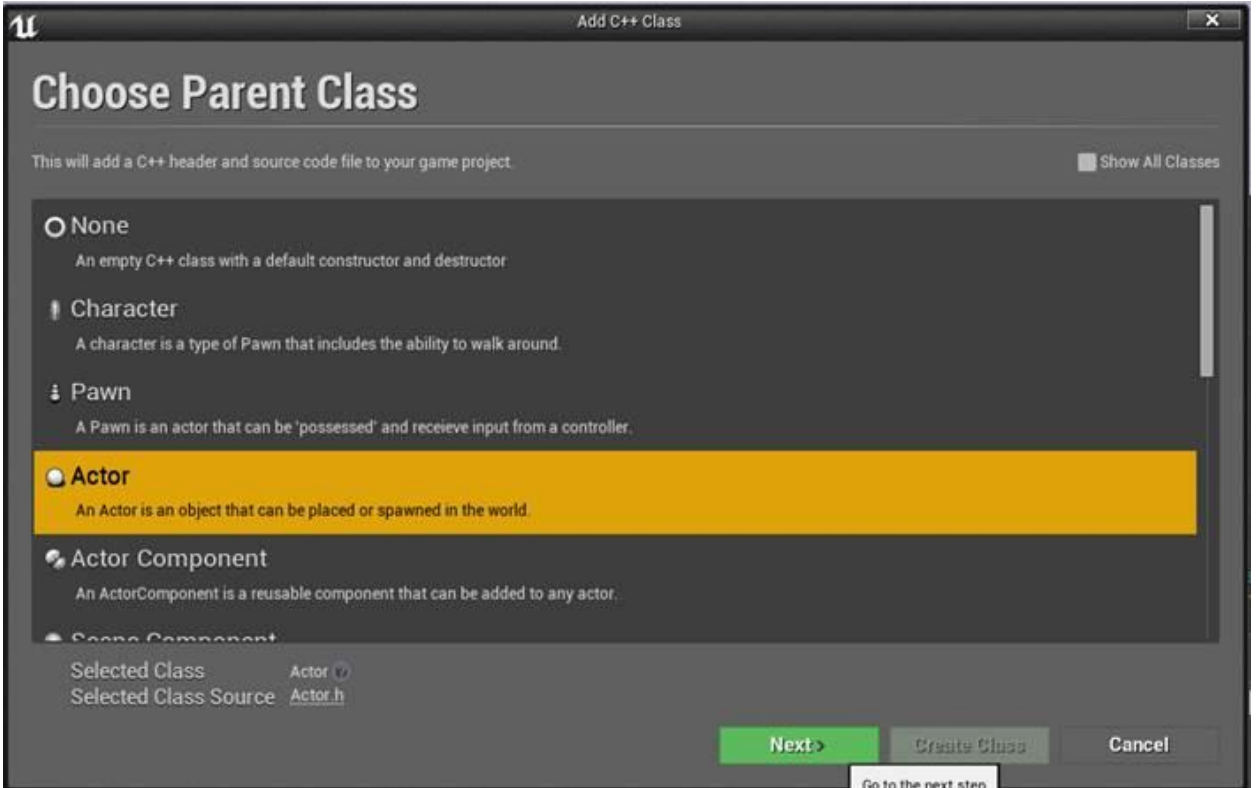 Add C++ Class
Choose Parent Class
This will add a C++ header and source code file to your game project.
Show All Classes
None
An empty C++ class with a default constructor and destructor
Character
A character is a type of Pawn that includes the ability to walk around.
Pawn
A Pawn is an actor that can be 'possessed' and receieve input from a controller.
Actor
An Actor is an object that can be placed or spawned in the world.
Actor Component
An ActorComponent is a reusable component that can be added to any actor.
Scene Component
Selected Class Actor
Selected Class Source Actor.h
Next>
Create Class
Cancel
Go to the next step